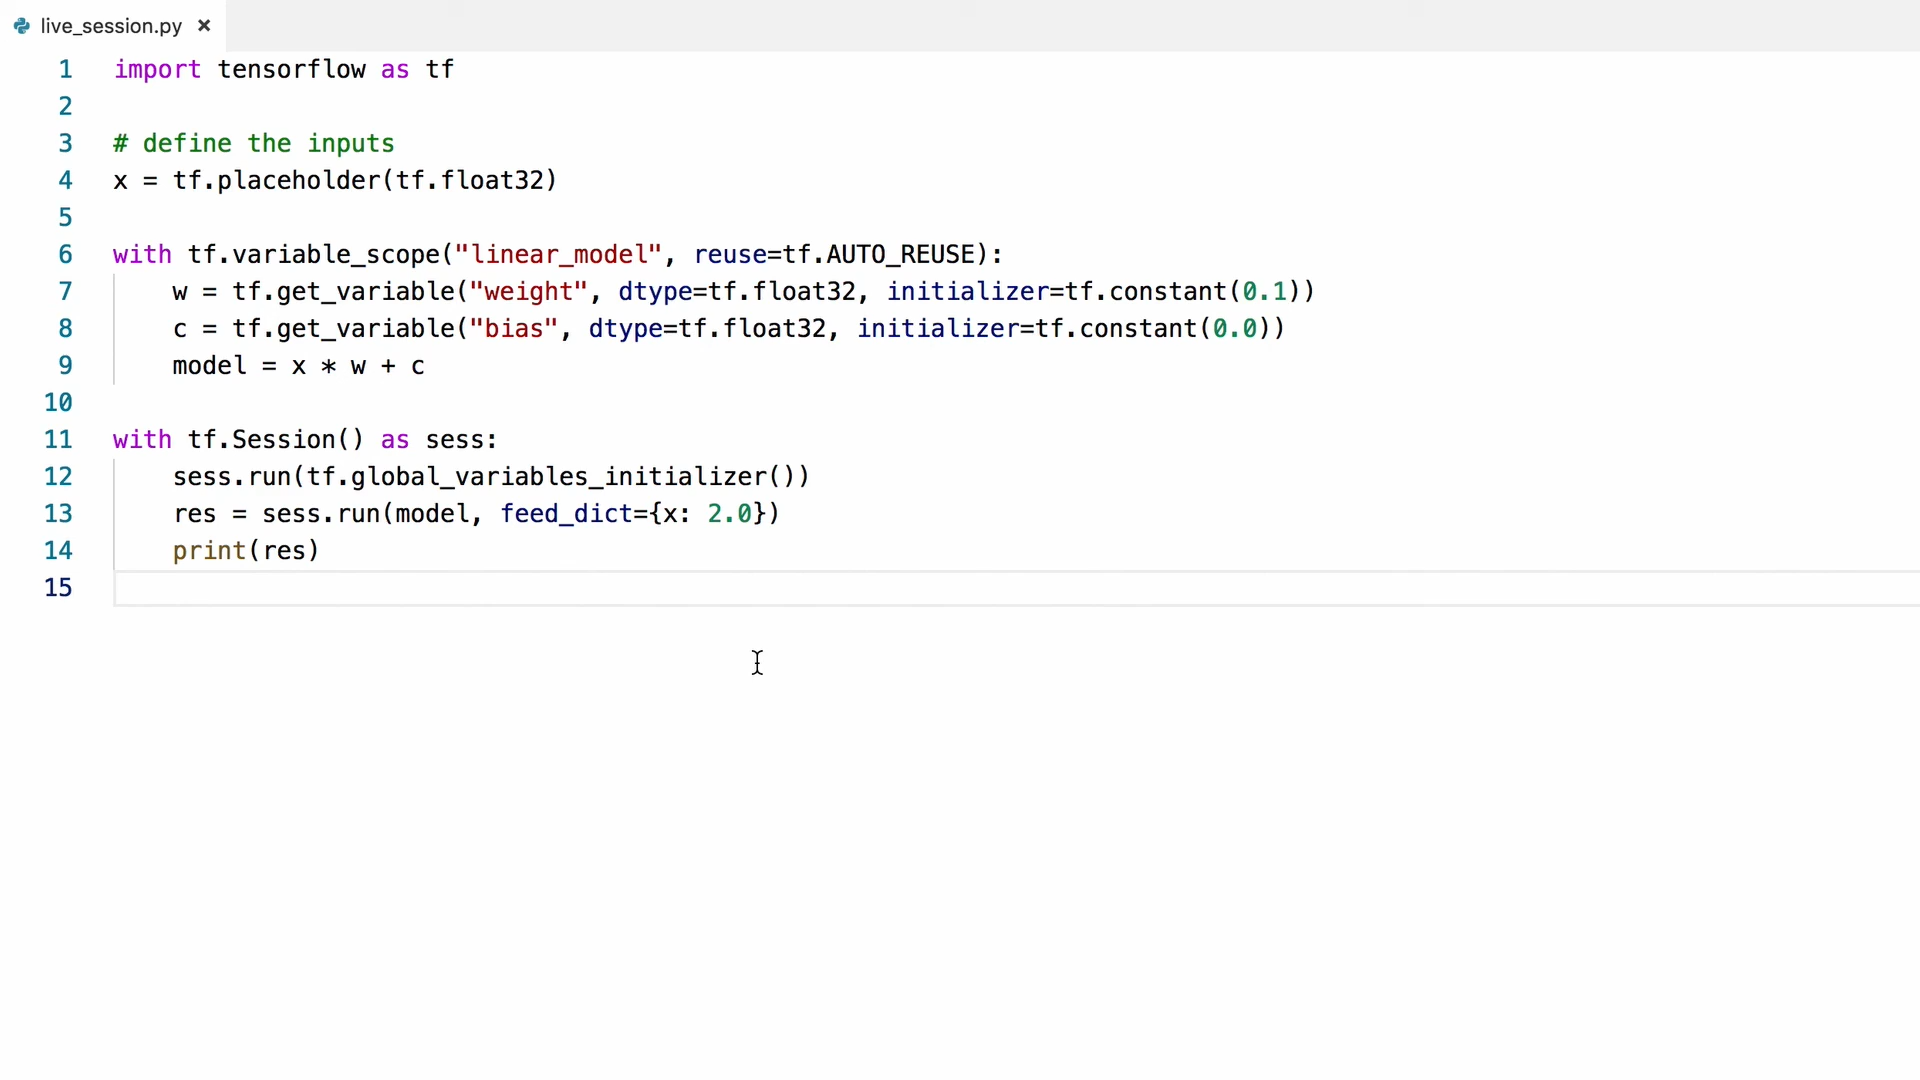 live_session.py ×
1 import tensorflow as tf
2
3 # define the inputs
4 x = tf.placeholder(tf.float32)
5
6 with tf.variable_scope("linear_model", reuse=tf.AUTO_REUSE):
7     w = tf.get_variable("weight", dtype=tf.float32, initializer=tf.constant(0.1))
8     c = tf.get_variable("bias", dtype=tf.float32, initializer=tf.constant(0.0))
9     model = x * w + c
10
11 with tf.Session() as sess:
12     sess.run(tf.global_variables_initializer())
13     res = sess.run(model, feed_dict={x: 2.0})
14     print(res)
15